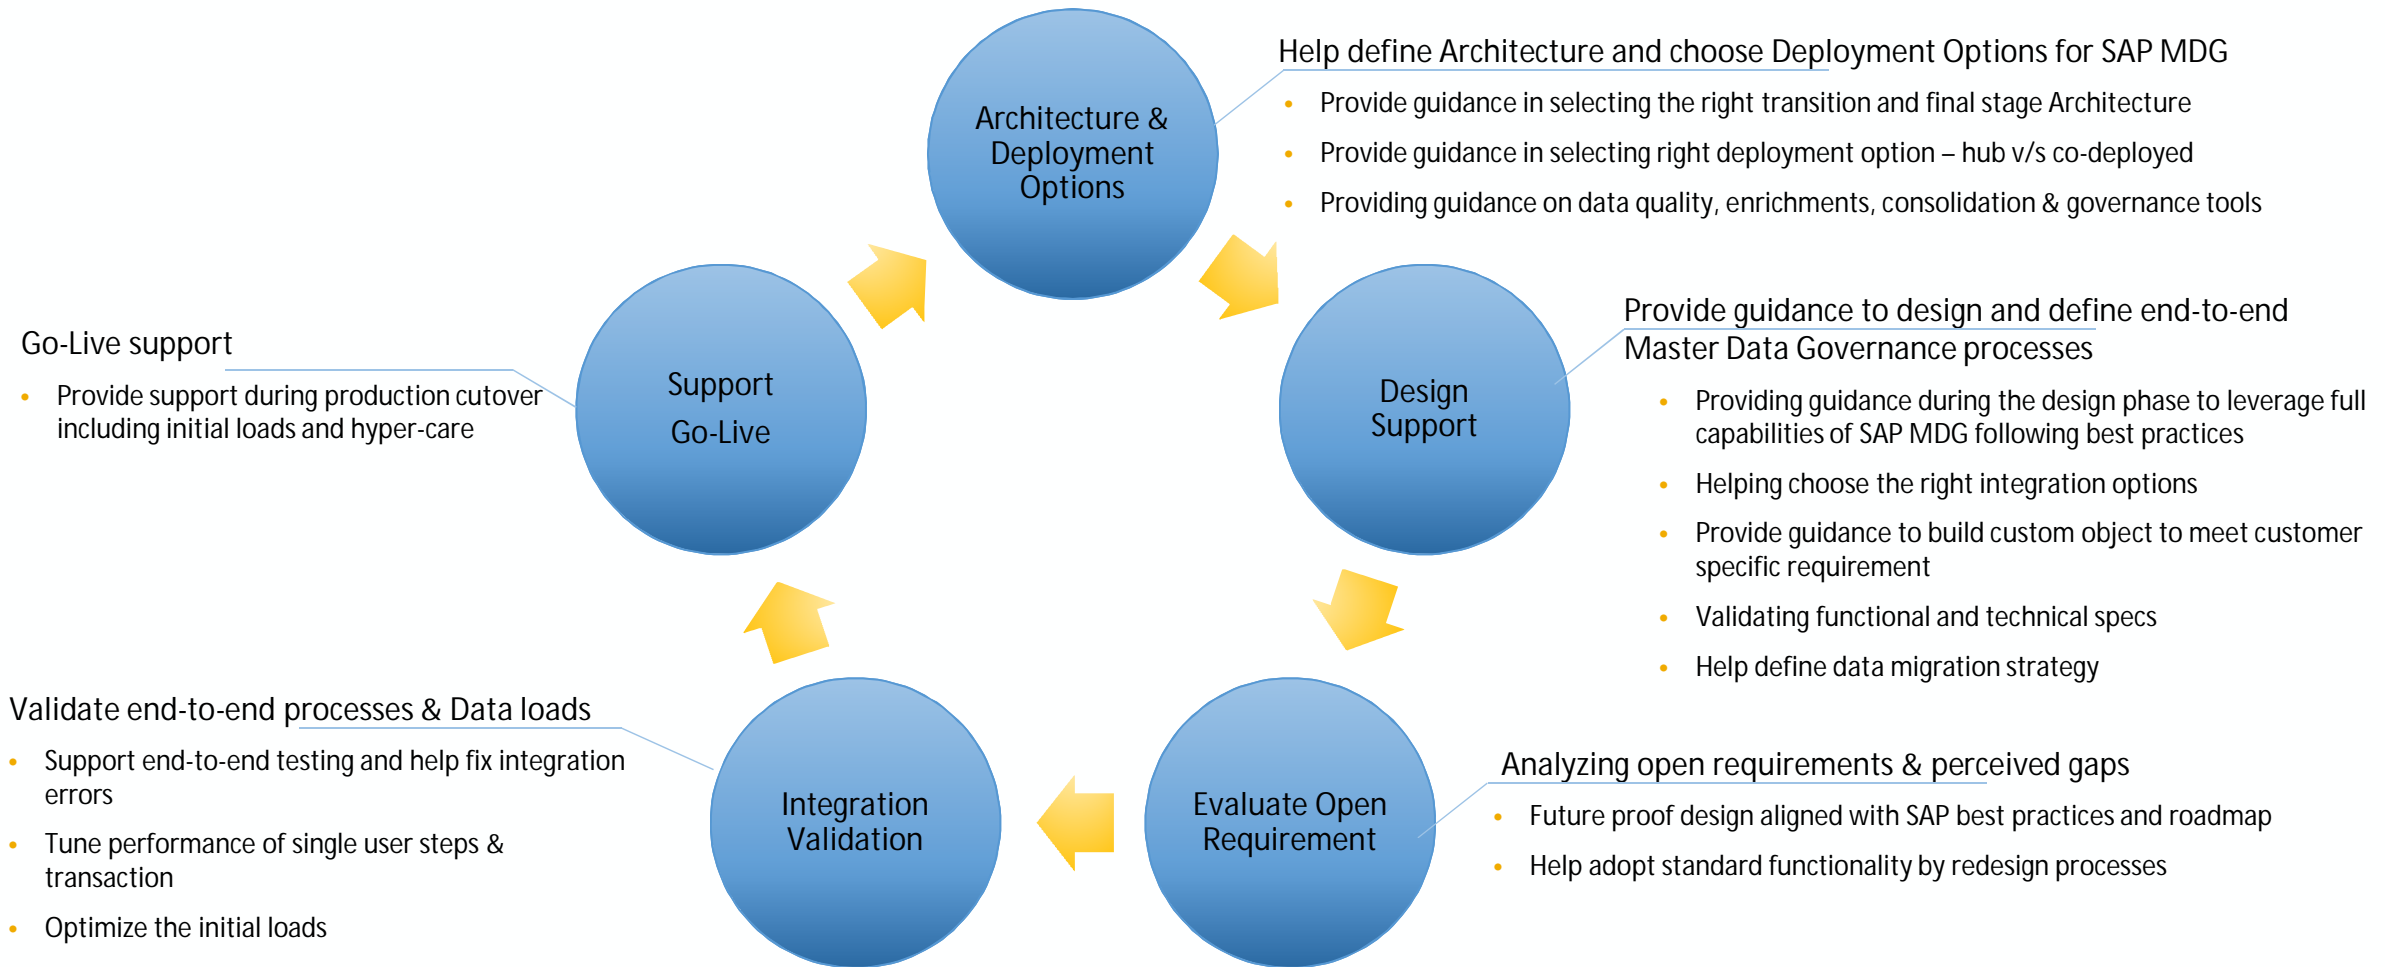 Architecture &
Deployment
Options
Help define Architecture and choose Deployment Options for SAP MDG
• Provide guidance in selecting the right transition and final stage Architecture
• Provide guidance in selecting right deployment option – hub v/s co-deployed
• Providing guidance on data quality, enrichments, consolidation & governance tools
Design
Support
Provide guidance to design and define end-to-end
Master Data Governance processes
• Providing guidance during the design phase to leverage full
capabilities of SAP MDG following best practices
• Helping choose the right integration options
• Provide guidance to build custom object to meet customer
specific requirement
• Validating functional and technical specs
• Help define data migration strategy
Evaluate Open
Requirement
Analyzing open requirements & perceived gaps
• Future proof design aligned with SAP best practices and roadmap
• Help adopt standard functionality by redesign processes
Integration
Validation
Validate end-to-end processes & Data loads
• Support end-to-end testing and help fix integration
errors
• Tune performance of single user steps &
transaction
• Optimize the initial loads
Support
Go-Live
Go-Live support
• Provide support during production cutover
including initial loads and hyper-care